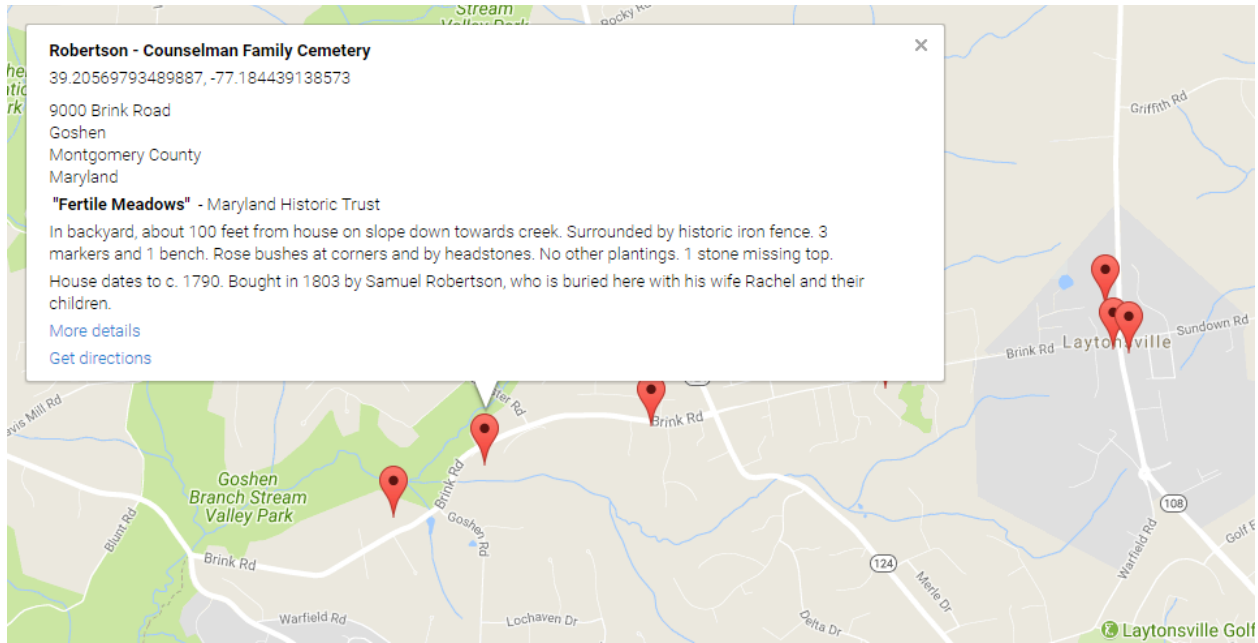 Stream
Rocky
Robertson - Counselman Family Cemetery
39.20569793489887, -77.184439138573
9000 Brink Road
Goshen
Montgomery County
Maryland
"Fertile Meadows" - Maryland Historic Trust
In backyard, about 100 feet from house on slope down towards creek. Surrounded by historic iron fence. 3
markers and 1 bench. Rose bushes at corners and by headstones. No other plantings. 1 stone missing top.
House dates to c. 1790. Bought in 1803 by Samuel Robertson, who is buried here with his wife Rachel and their
children.
More details
Get directions
Griffith Rd
Sundown Rd
Laytonsville
Brink Rd
Mill Rd
Brink Rd
Goshen
Branch Stream
Valley Park
Brink Rd
Goshen Rd
Blunt Rd
Brink Rd
108
Warfield Rd
Golf
124
Merle Dr
Warfield Rd
Lochaven Dr
Delta Dr
Laytonsville Golf